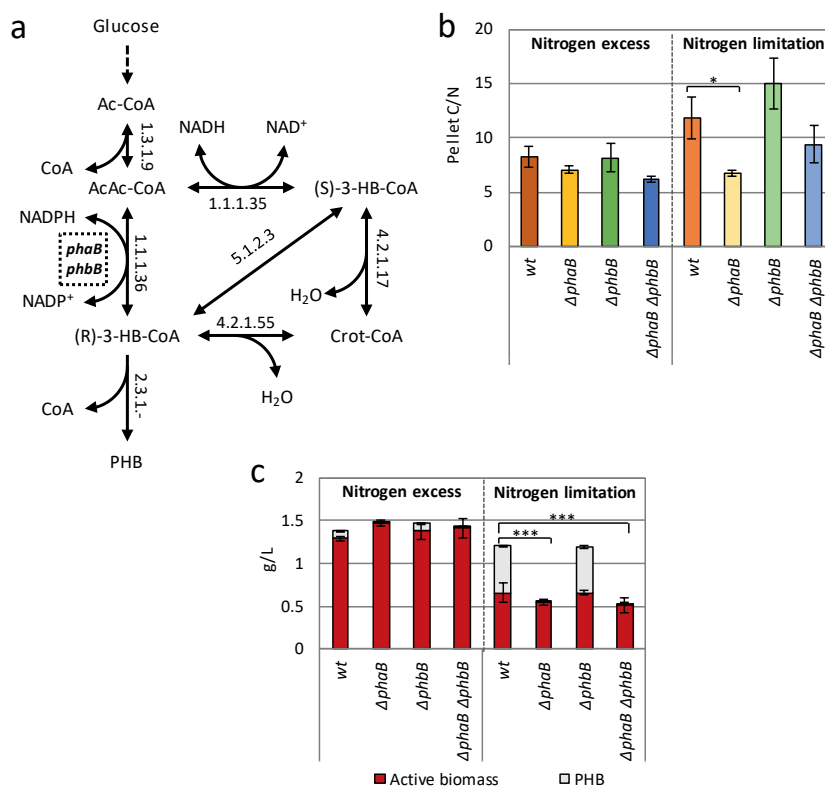 a
Glucose
Ac-CoA
1.3.1.9
CoA
AcAc-CoA
NADH
NAD+
1.1.1.35
(S)-3-HB-CoA
NADPH
phaB
phbB
1.1.1.36
NADP+
5.1.2.3
4.2.1.17
H2O
(R)-3-HB-CoA
4.2.1.55
Crot-CoA
H2O
CoA
2.3.1.-
PHB
b
Pellet C/N
20
15
10
5
0
Nitrogen excess
Nitrogen limitation
*
wt
ΔphaB
ΔphbB
ΔphaB ΔphbB
wt
ΔphaB
ΔphbB
ΔphaB ΔphbB
c
g/L
2
1.5
1
0.5
0
Nitrogen excess
Nitrogen limitation
***
***
wt
ΔphaB
ΔphbB
ΔphaB ΔphbB
wt
ΔphaB
ΔphbB
ΔphaB ΔphbB
Active biomass
PHB